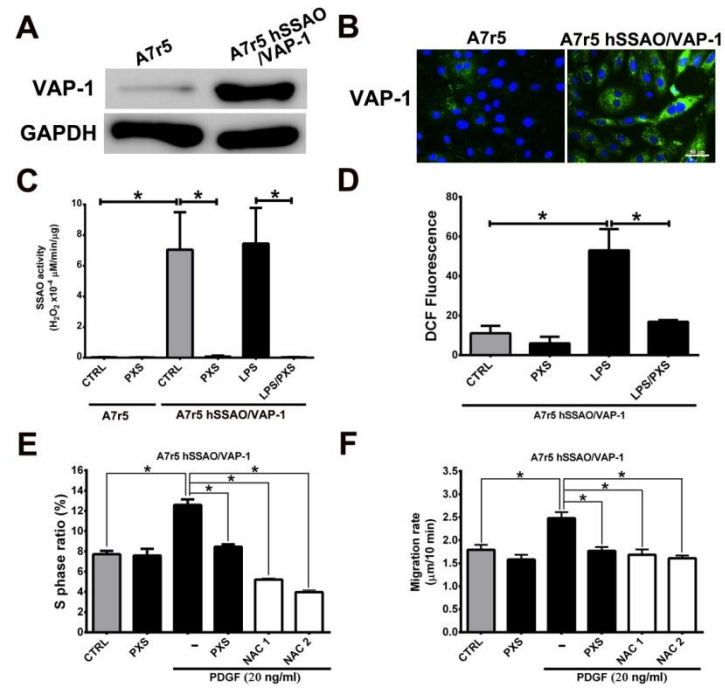 A
A7r5
A7r5 hSSAO
/VAP-1
VAP-1
GAPDH
B
A7r5
A7r5 hSSAO/VAP-1
VAP-1
C
SSAO activity
(H₂O₂ x10⁻⁴ μM/min/μg)
10
8
6
4
2
0
*
*
*
CTRL
PXS
CTRL
PXS
LPS
LPS/PXS
A7r5
A7r5 hSSAO/VAP-1
D
DCF Fluorescence
80
60
40
20
0
*
*
CTRL
PXS
LPS
LPS/PXS
A7r5 hSSAO/VAP-1
E
A7r5 hSSAO/VAP-1
S phase ratio (%)
16
12
8
4
0
*
*
*
*
CTRL
PXS
–
PXS
NAC 1
NAC 2
PDGF (20 ng/ml)
F
A7r5 hSSAO/VAP-1
Migration rate
(μm/10 min)
3.5
3.0
2.5
2.0
1.5
1.0
0.5
0.0
*
*
*
*
CTRL
PXS
–
PXS
NAC 1
NAC 2
PDGF (20 ng/ml)